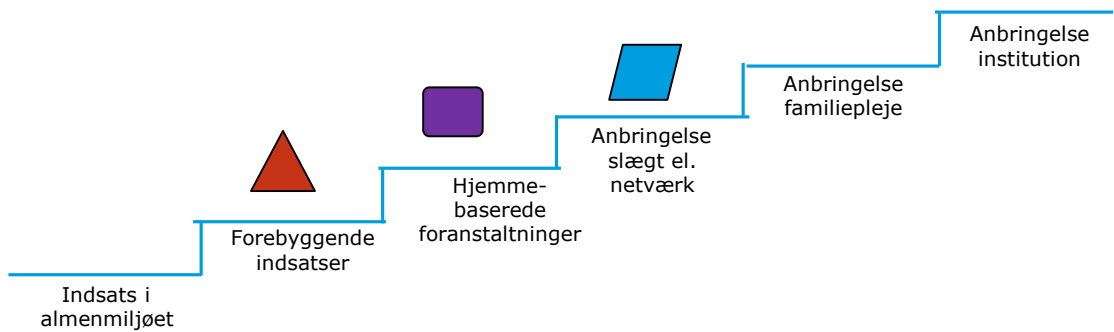 Indsats i
almenmiljøet
Forebyggende
indsatser
Hjemme-
baserede
foranstaltninger
Anbringelse
slægt el.
netværk
Anbringelse
familiepleje
Anbringelse
institution